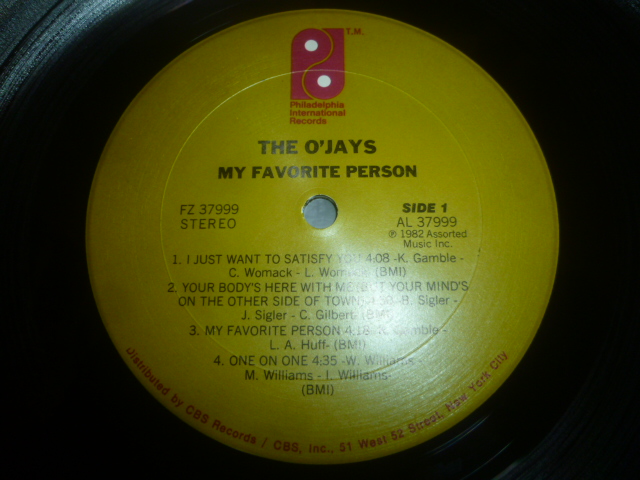 T.M.
Philadelphia
International
Records
THE O'JAYS
MY FAVORITE PERSON
FZ 37999
STEREO
SIDE 1
AL 37999
℗ 1982 Assorted
Music Inc.
1. I JUST WANT TO SATISFY YOU 4:08 -K. Gamble -
C. Womack - L. Womack- (BMI)
2. YOUR BODY'S HERE WITH ME (BUT YOUR MIND'S
ON THE OTHER SIDE OF TOWN) -B. Sigler -
J. Sigler - C. Gilbert- (BMI)
3. MY FAVORITE PERSON 4:18 -K. Gamble -
L. A. Huff- (BMI)
4. ONE ON ONE 4:35 -W. Williams -
M. Williams - I. Williams-
(BMI)
Distributed by CBS Records / CBS, Inc., 51 West 52 Street, New York City